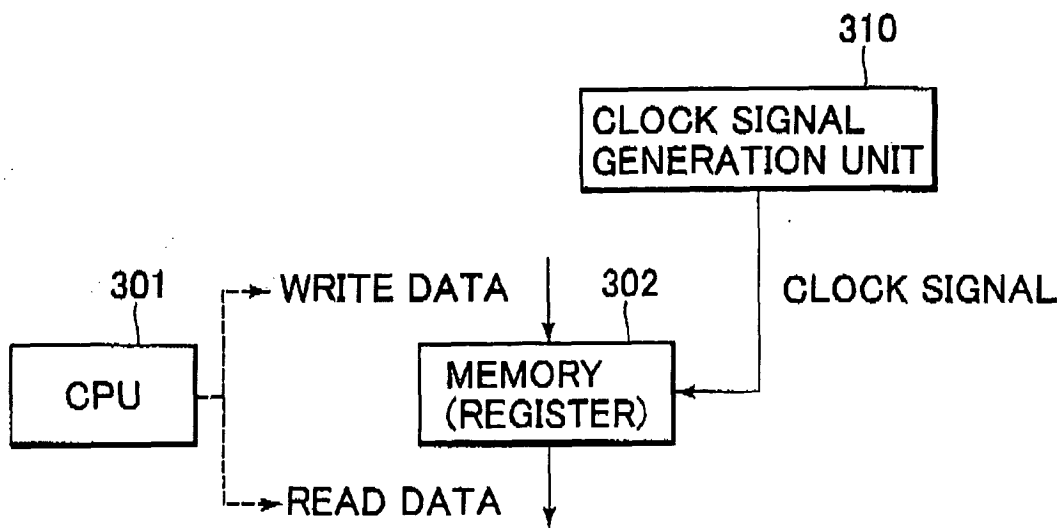 310
CLOCK SIGNAL
GENERATION UNIT
301
WRITE DATA
302
CLOCK SIGNAL
CPU
MEMORY
(REGISTER)
READ DATA